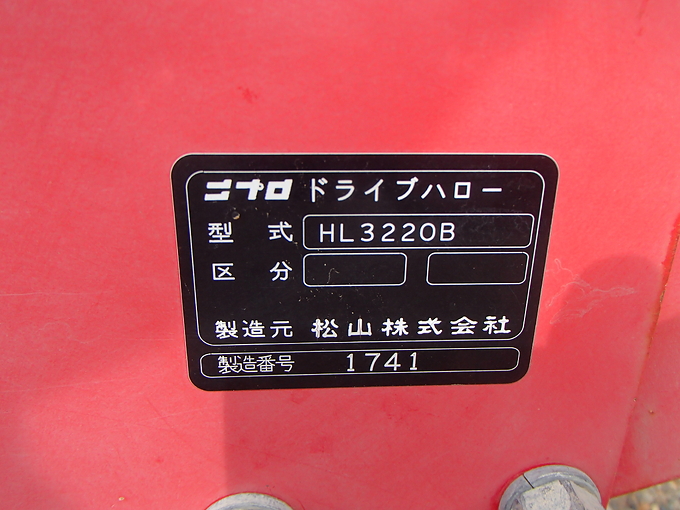 ニプロ ドライブハロー
型式 HL3220B
区分
製造元 松山株式会社
製造番号 1741